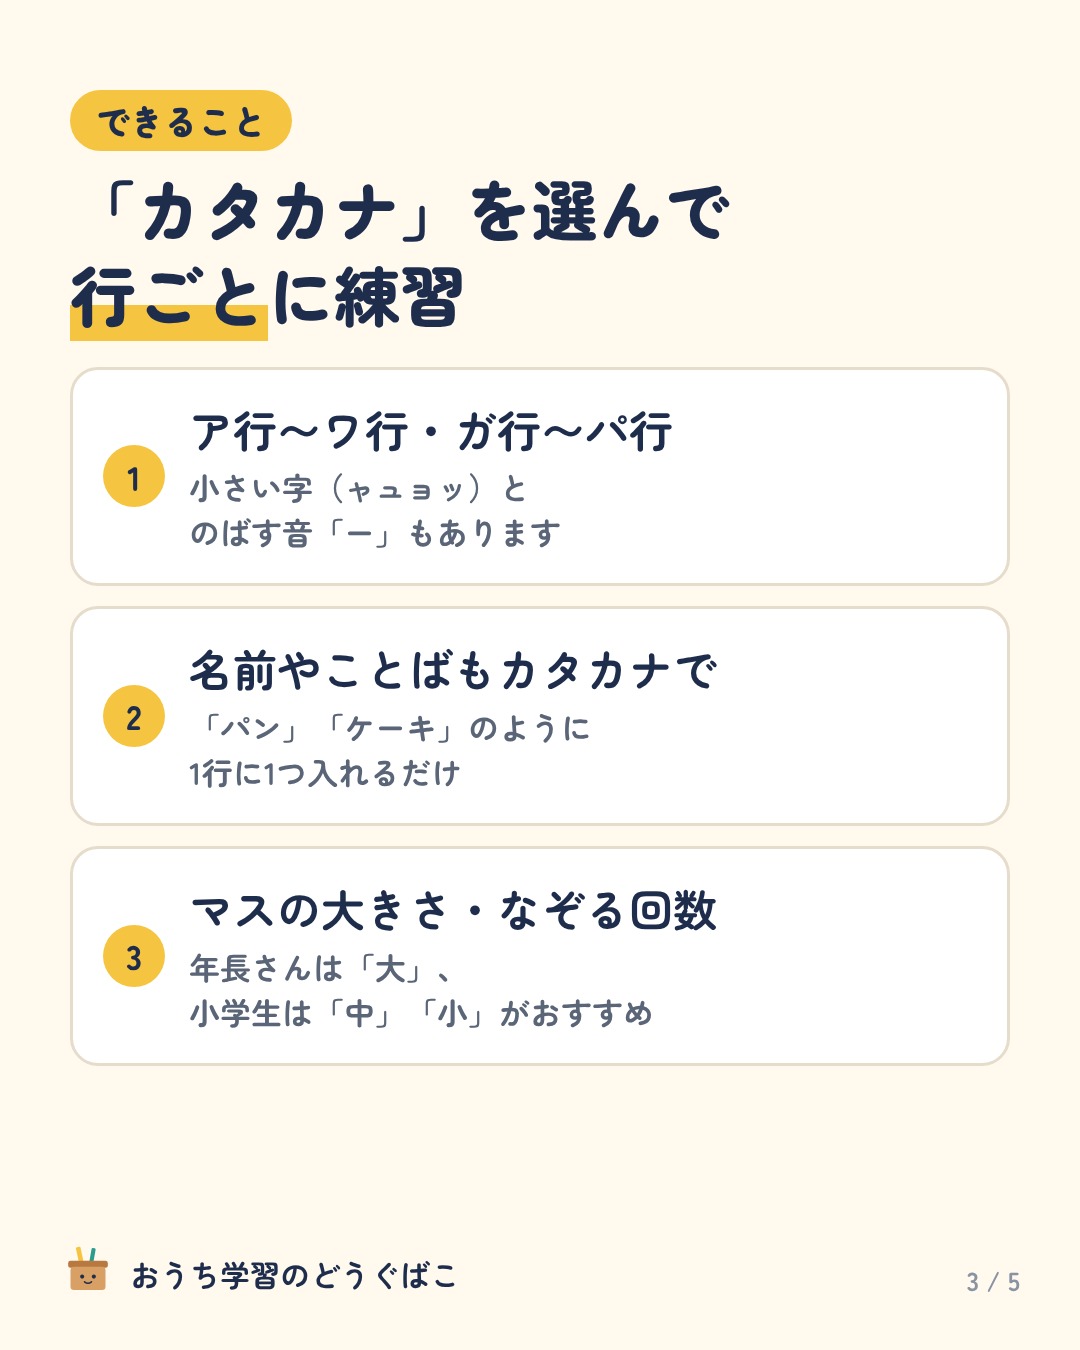 できること
「カタカナ」を選んで
行ごとに練習
1
ア行〜ワ行・ガ行〜パ行
小さい字（ャュョッ）と
のばす音「ー」もあります
2
名前やことばもカタカナで
「パン」「ケーキ」のように
1行に1つ入れるだけ
3
マスの大きさ・なぞる回数
年長さんは「大」、
小学生は「中」「小」がおすすめ
おうち学習のどうぐばこ
3 / 5